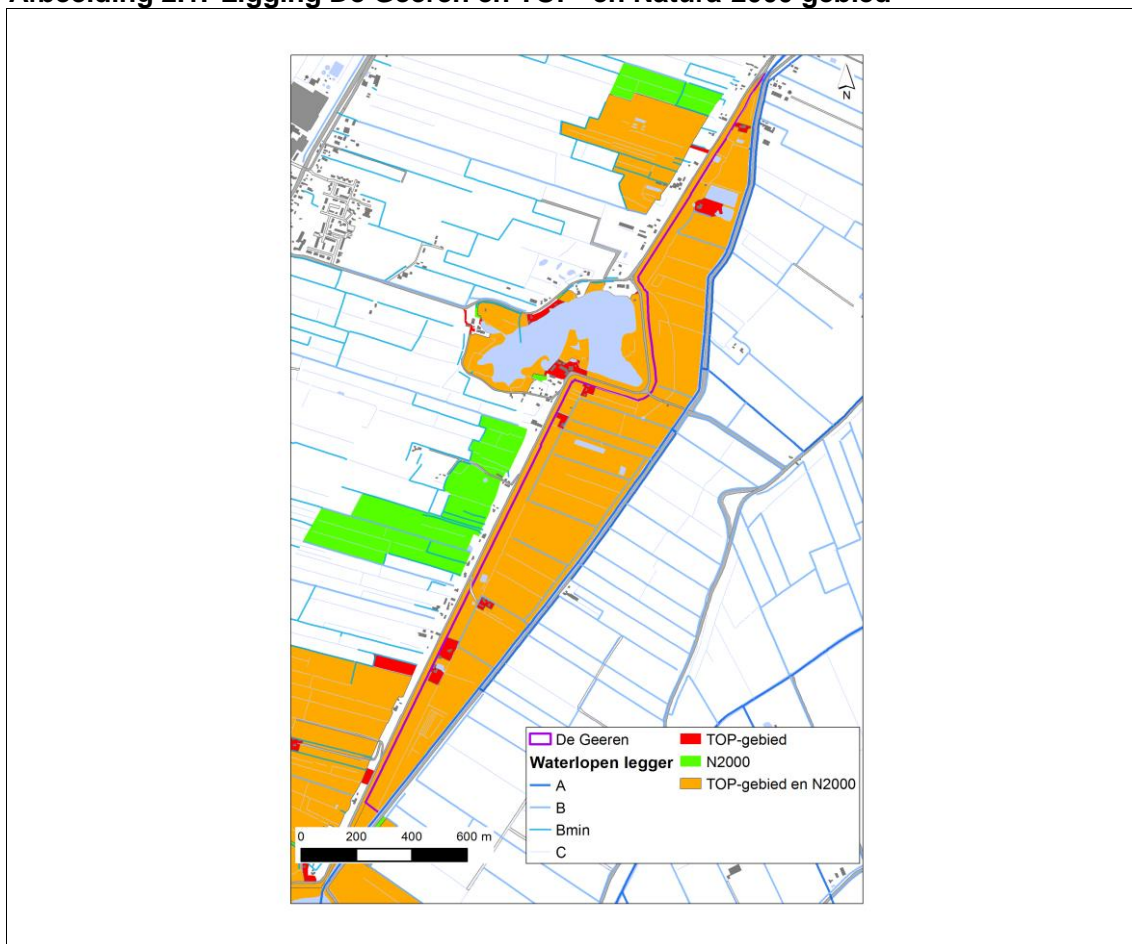 Afbeelding 2.1. Ligging De Geeren en TOP- en Natura 2000 gebied
N
De Geeren
Waterlopen legger
A
B
Bmin
C
TOP-gebied
N2000
TOP-gebied en N2000
0 200 400 600 m